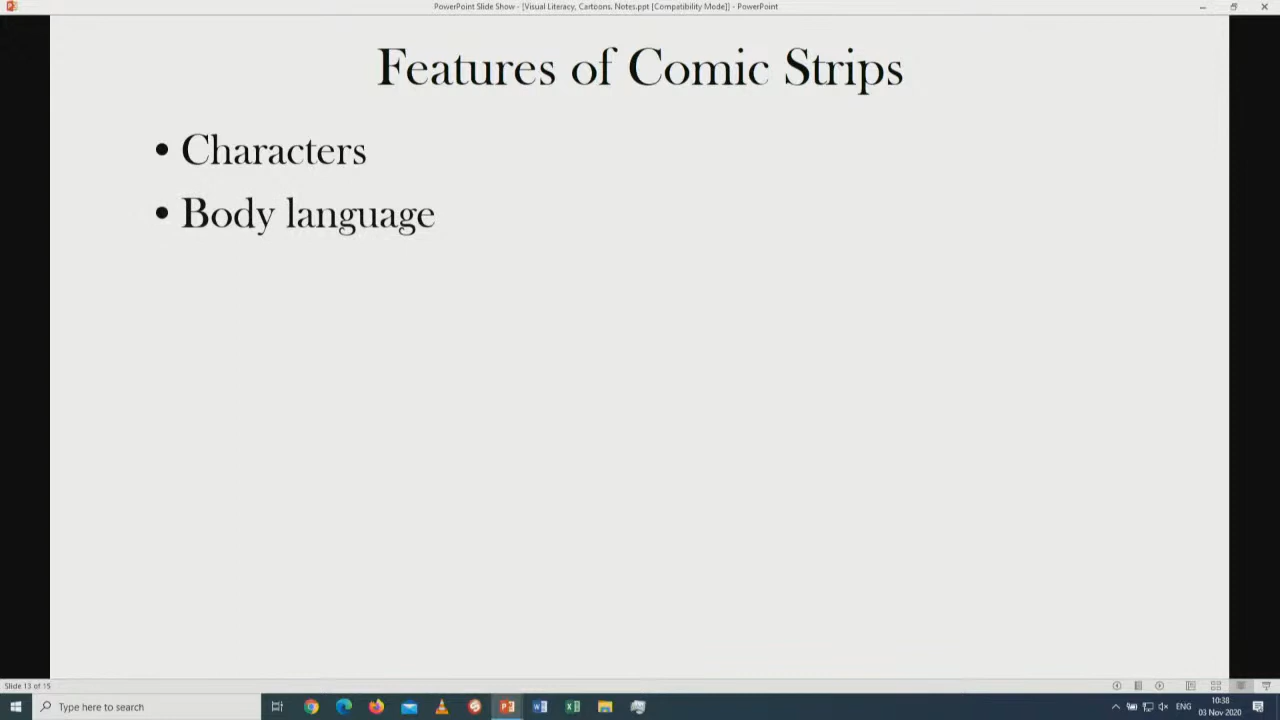 PowerPoint Slide Show - [Visual Literacy, Cartoons. Notes.ppt [Compatibility Mode]] - PowerPoint
Features of Comic Strips
• Characters
• Body language
Slide 13 of 15
Type here to search
ENG
10:38
03 Nov 2020